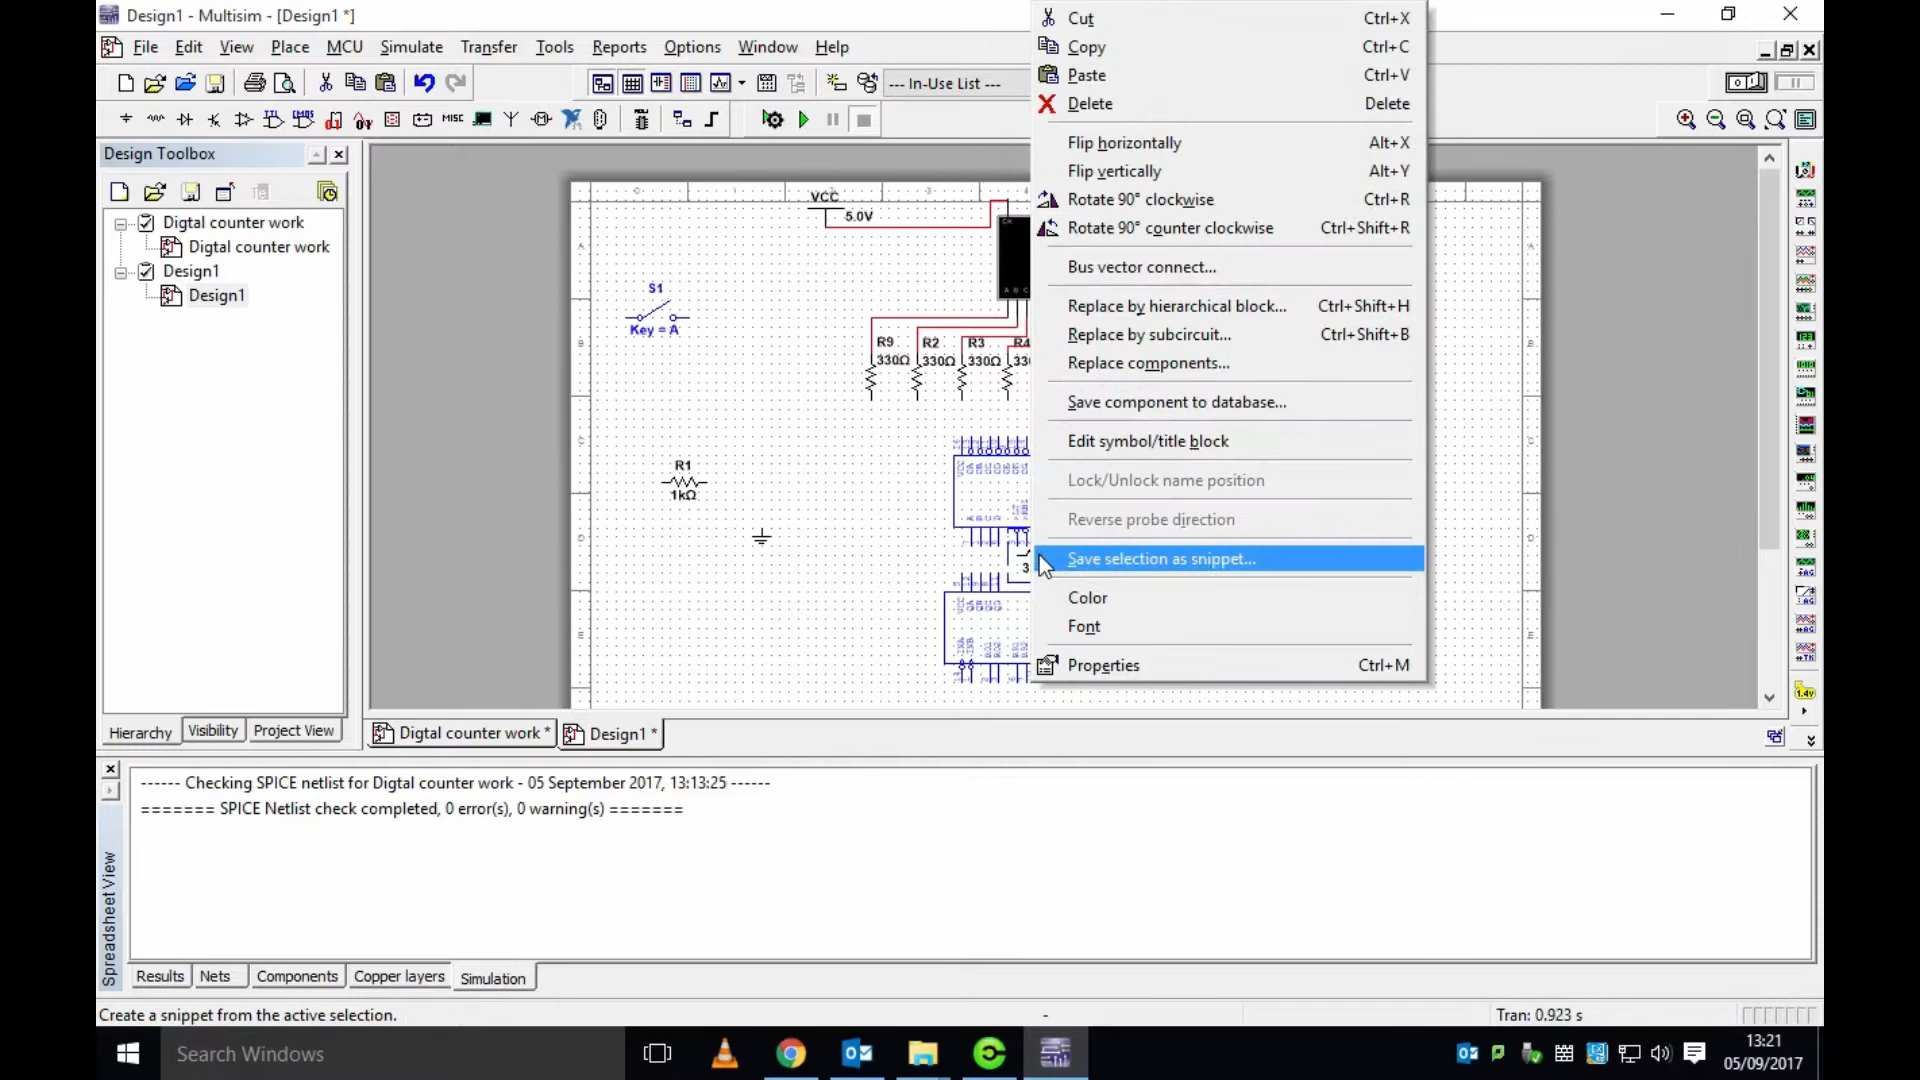 Design1 - Multisim - [Design1 *]
File Edit View Place MCU Simulate Transfer Tools Reports Options Window Help
--- In-Use List ---
MISC
Design Toolbox
Digtal counter work
Digtal counter work
Design1
Design1
Hierarchy Visibility Project View
VCC
5.0V
S1
Key = A
R9 R2 R3 R4
330Ω 330Ω 330Ω 33
R1
1kΩ
Cut Ctrl+X
Copy Ctrl+C
Paste Ctrl+V
Delete Delete
Flip horizontally Alt+X
Flip vertically Alt+Y
Rotate 90° clockwise Ctrl+R
Rotate 90° counter clockwise Ctrl+Shift+R
Bus vector connect...
Replace by hierarchical block... Ctrl+Shift+H
Replace by subcircuit... Ctrl+Shift+B
Replace components...
Save component to database...
Edit symbol/title block
Lock/Unlock name position
Reverse probe direction
Save selection as snippet...
Color
Font
Properties Ctrl+M
Digtal counter work * Design1 *
------ Checking SPICE netlist for Digtal counter work - 05 September 2017, 13:13:25 ------
======= SPICE Netlist check completed, 0 error(s), 0 warning(s) =======
Spreadsheet View
Results Nets Components Copper layers Simulation
Create a snippet from the active selection. - Tran: 0.923 s
Search Windows
13:21
05/09/2017